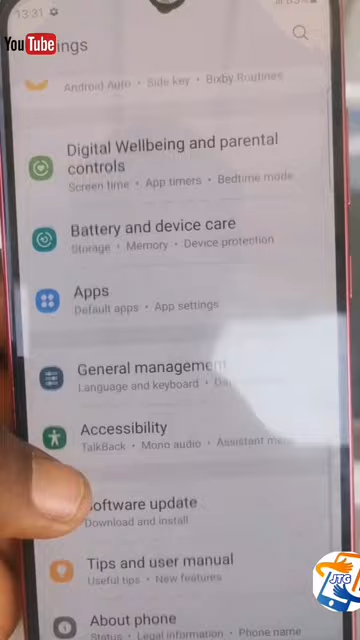 13:31
YouTube
ings
Android Auto • Side key • Bixby Routines
Digital Wellbeing and parental
controls
Screen time • App timers • Bedtime mode
Battery and device care
Storage • Memory • Device protection
Apps
Default apps • App settings
General management
Language and keyboard •
Accessibility
TalkBack • Mono audio • Assistant
Software update
Download and install
Tips and user manual
Useful tips • New features
About phone
Status • Legal information • Phone name
JTG